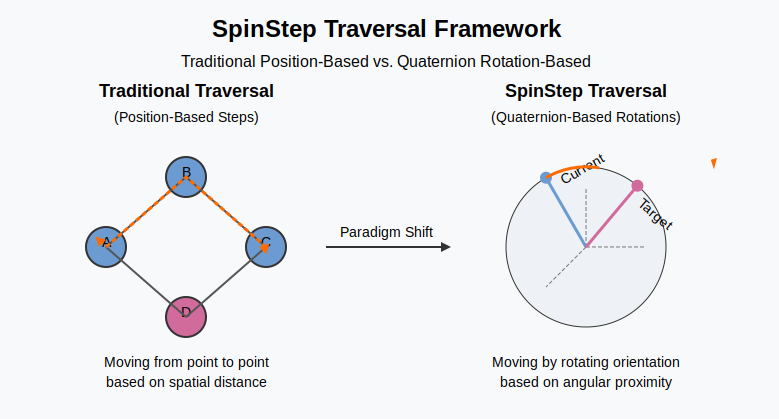 SpinStep Traversal Framework
Traditional Position-Based vs. Quaternion Rotation-Based
Traditional Traversal
(Position-Based Steps)
B
A
C
D
Moving from point to point
based on spatial distance
Paradigm Shift
SpinStep Traversal
(Quaternion-Based Rotations)
Current
Target
Moving by rotating orientation
based on angular proximity